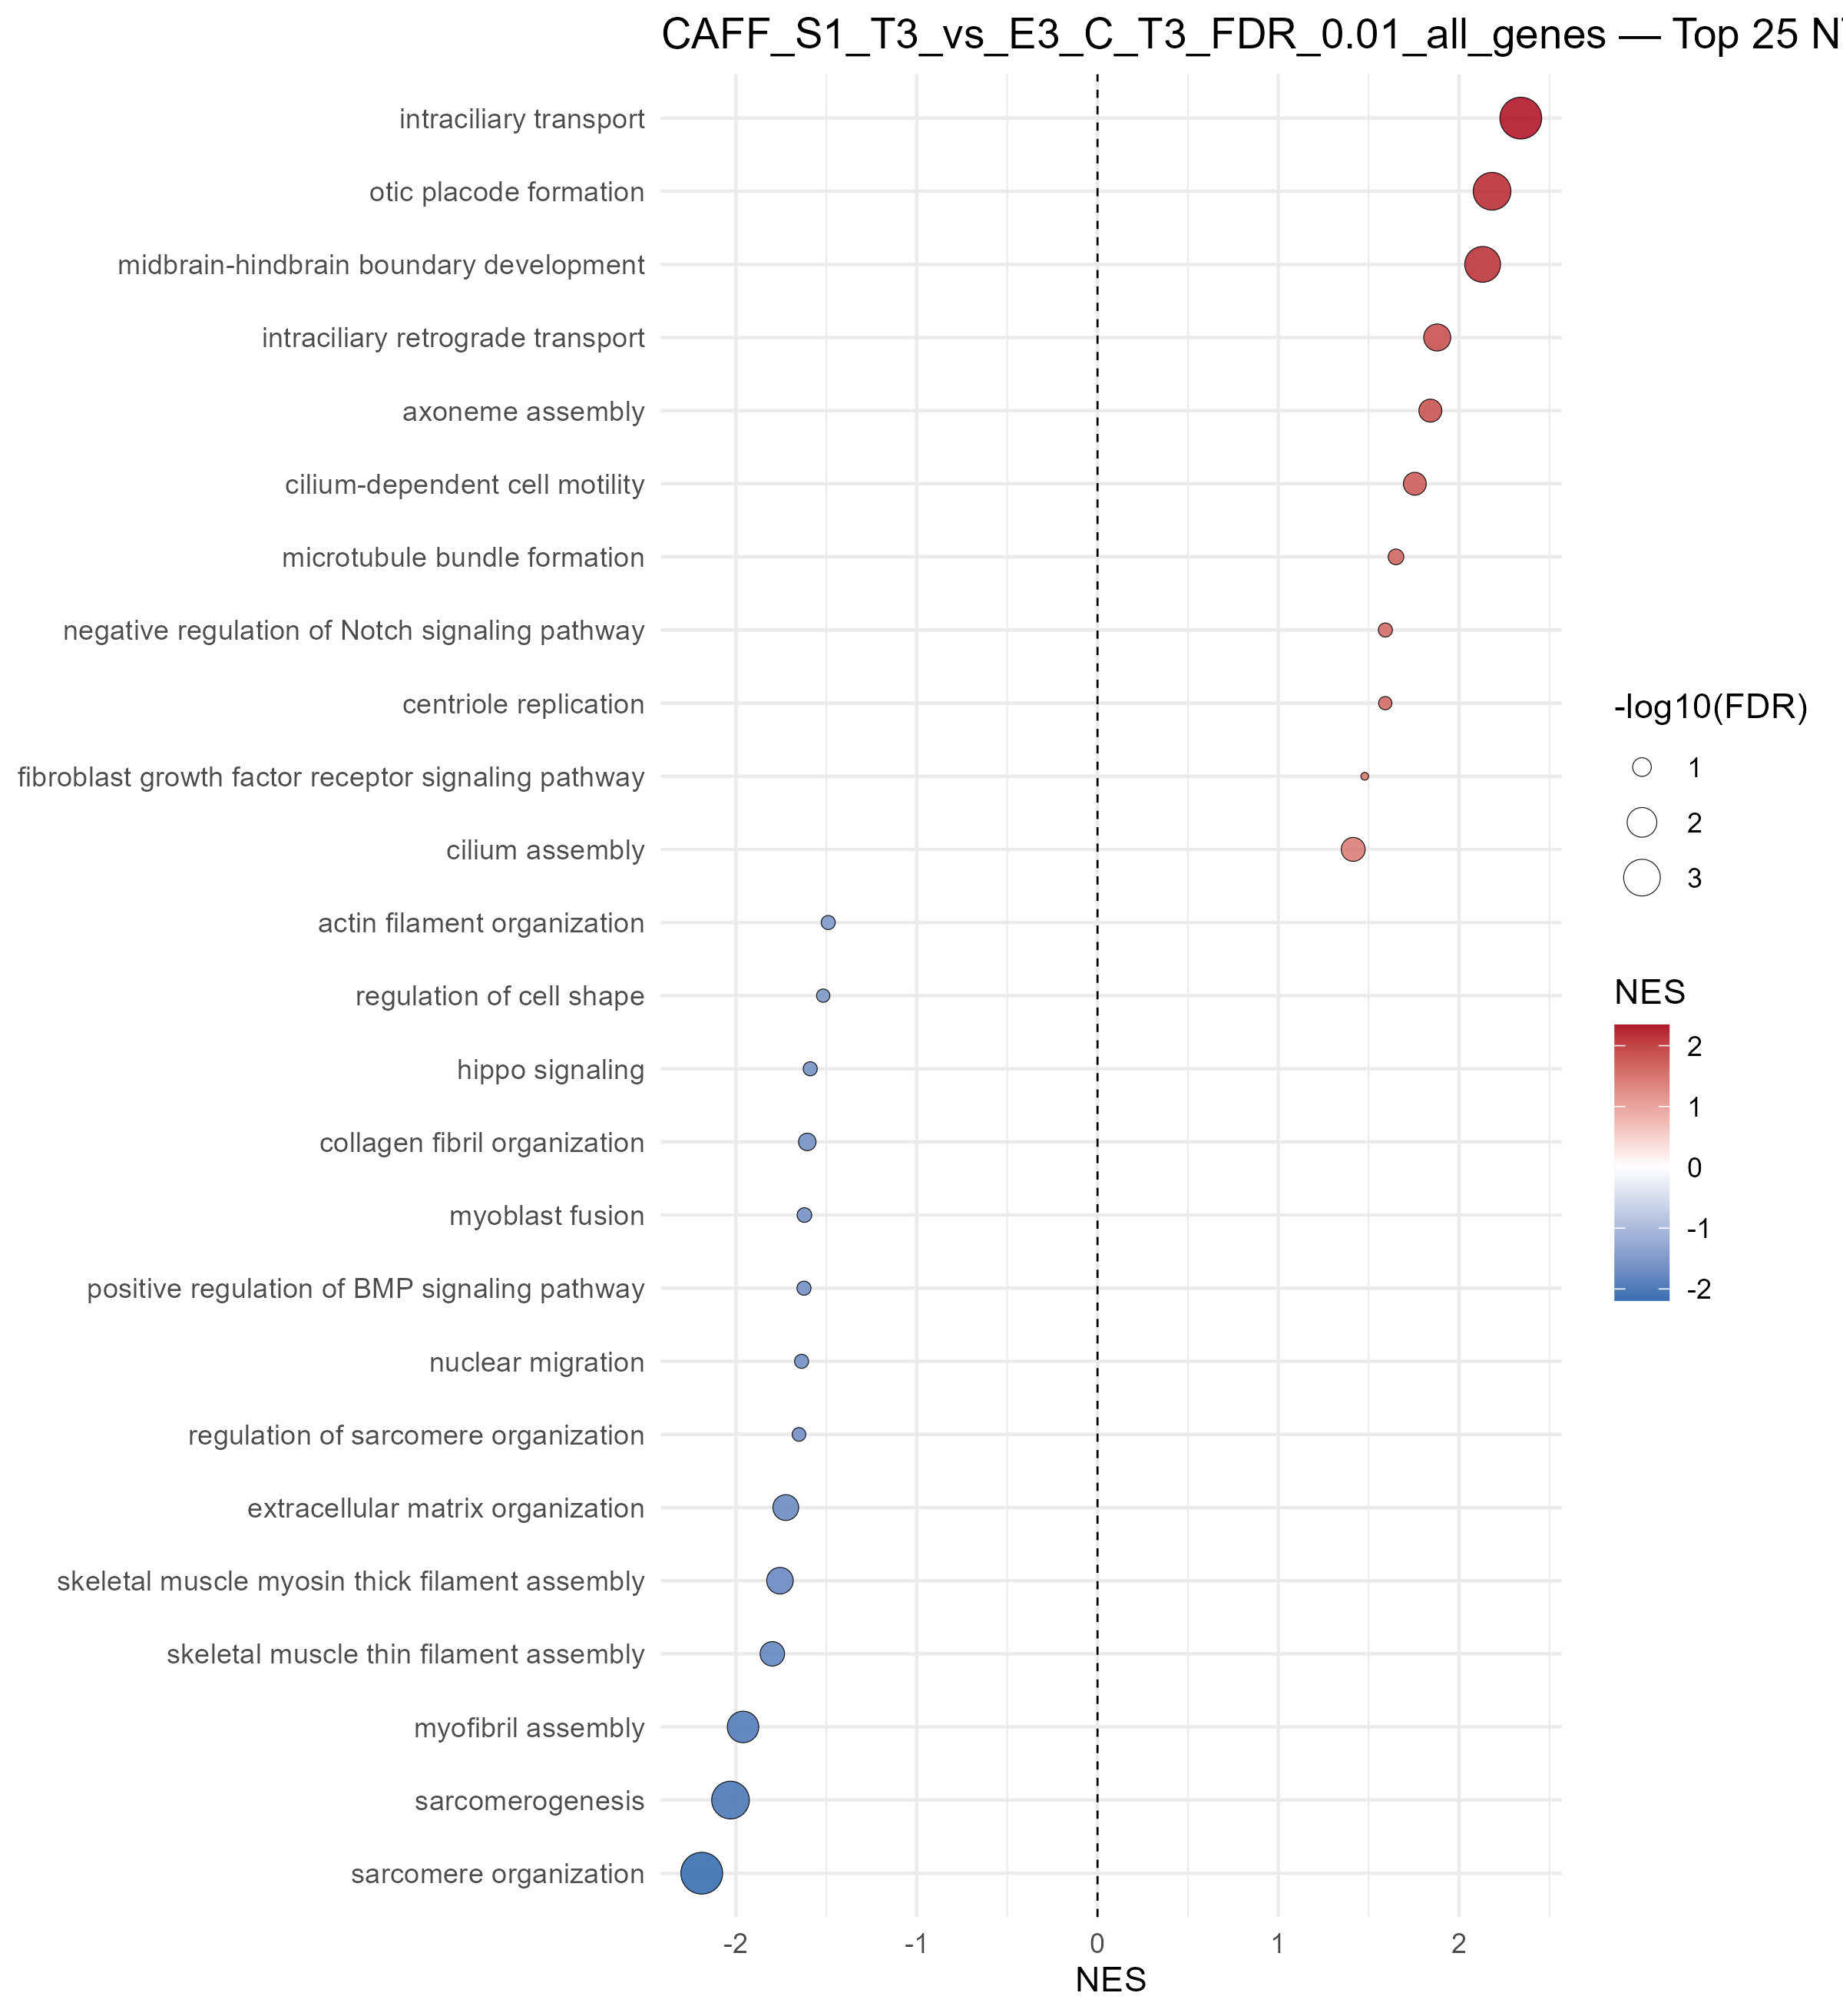 CAFF_S1_T3_vs_E3_C_T3_FDR_0.01_all_genes — Top 25 N
intraciliary transport
otic placode formation
midbrain-hindbrain boundary development
intraciliary retrograde transport
axoneme assembly
cilium-dependent cell motility
microtubule bundle formation
negative regulation of Notch signaling pathway
centriole replication
fibroblast growth factor receptor signaling pathway
cilium assembly
actin filament organization
regulation of cell shape
hippo signaling
collagen fibril organization
myoblast fusion
positive regulation of BMP signaling pathway
nuclear migration
regulation of sarcomere organization
extracellular matrix organization
skeletal muscle myosin thick filament assembly
skeletal muscle thin filament assembly
myofibril assembly
sarcomerogenesis
sarcomere organization
-2 -1 0 1 2
NES
-log10(FDR)
1
2
3
NES
2
1
0
-1
-2